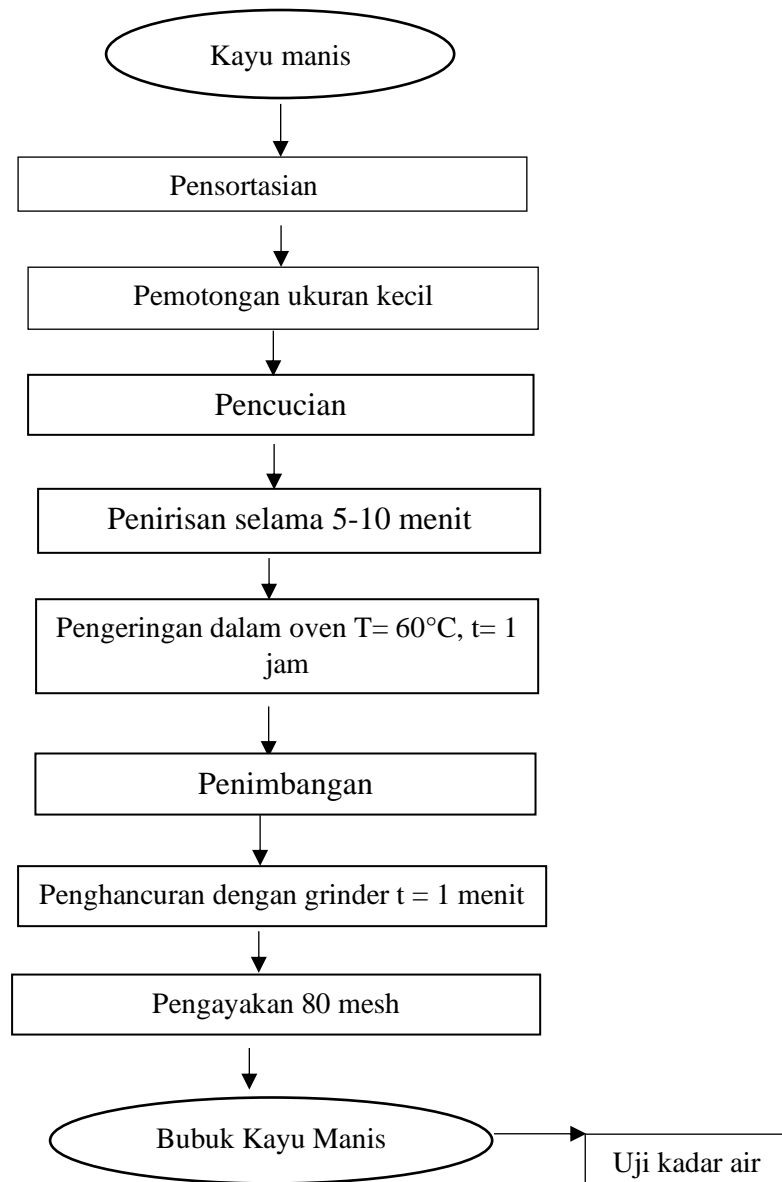 Kayu manis
Pensortasian
Pemotongan ukuran kecil
Pencucian
Penirisan selama 5-10 menit
Pengeringan dalam oven T= 60°C, t= 1
jam
Penimbangan
Penghancuran dengan grinder t = 1 menit
Pengayakan 80 mesh
Bubuk Kayu Manis
Uji kadar air